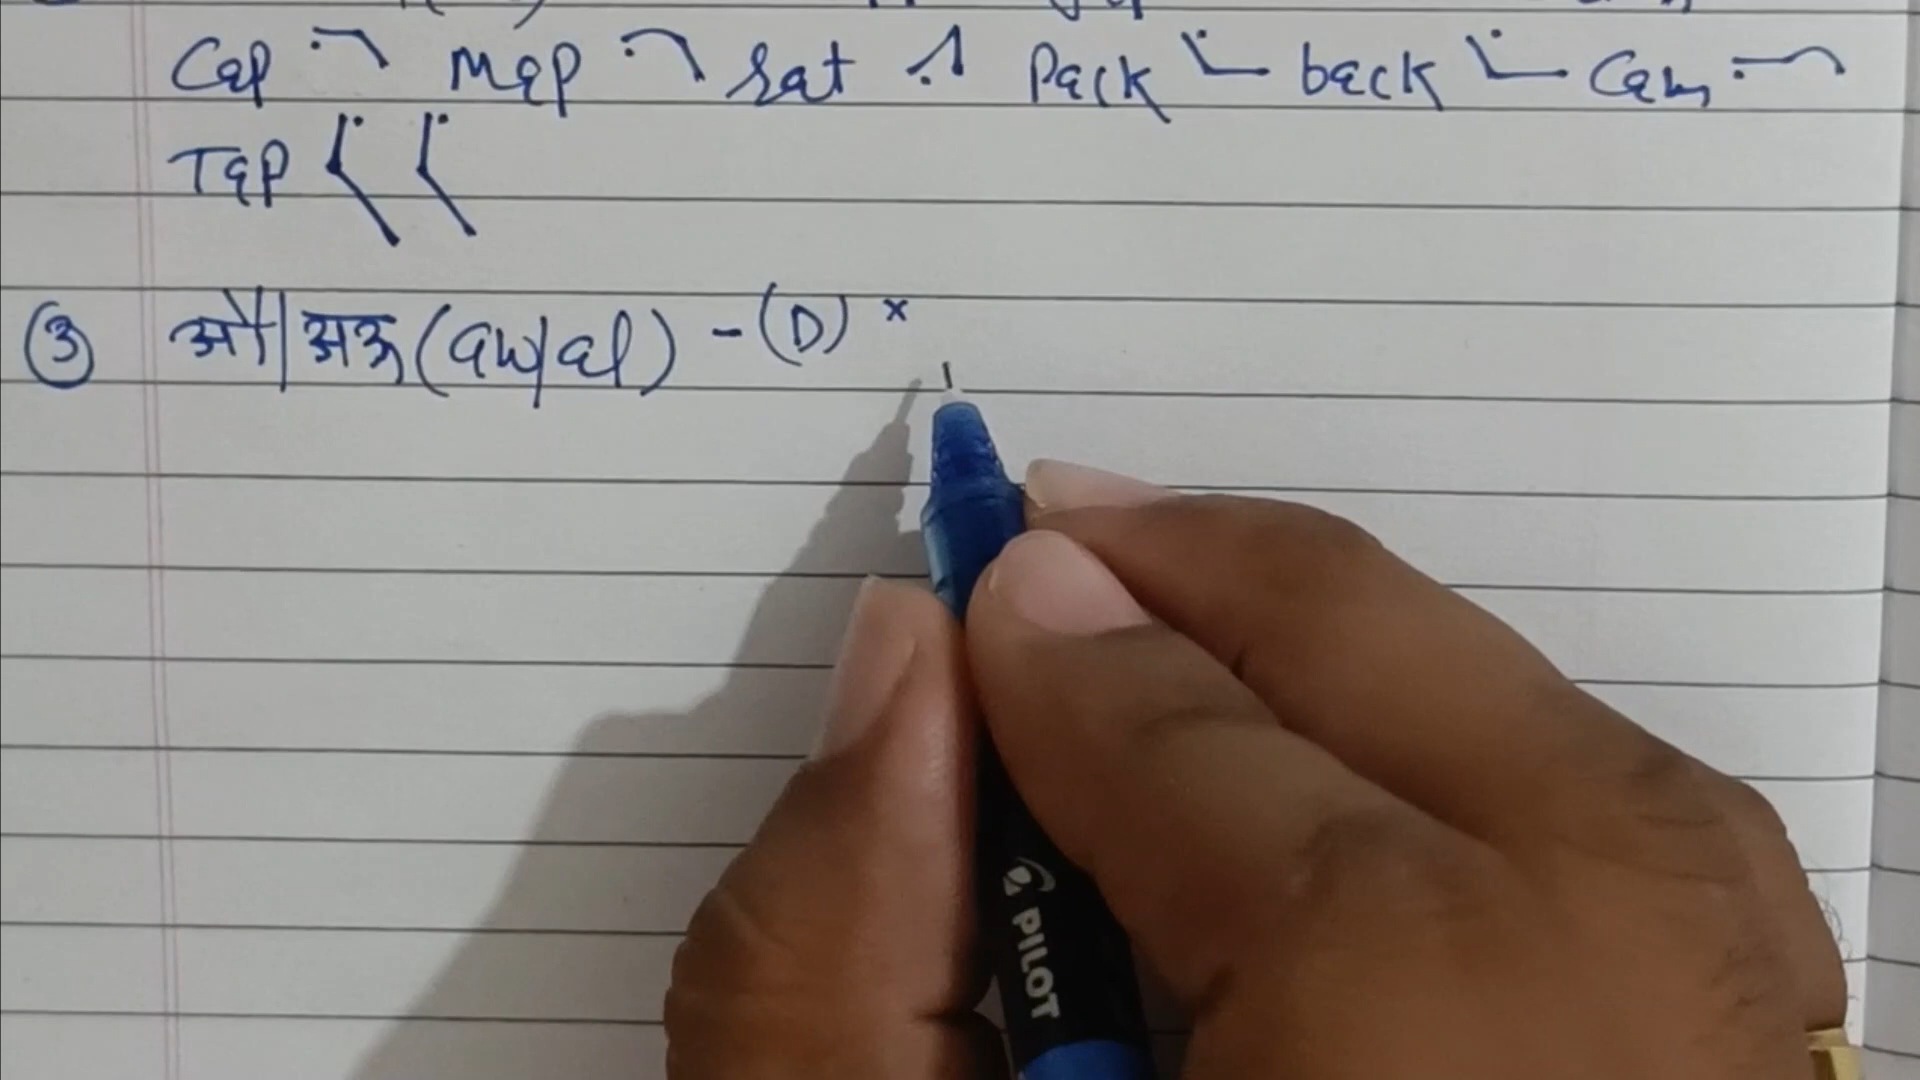 Cap Map sat Pack back Cam
Tap
③ औ|अऊ (aw/al) - (D) ×
PILOT